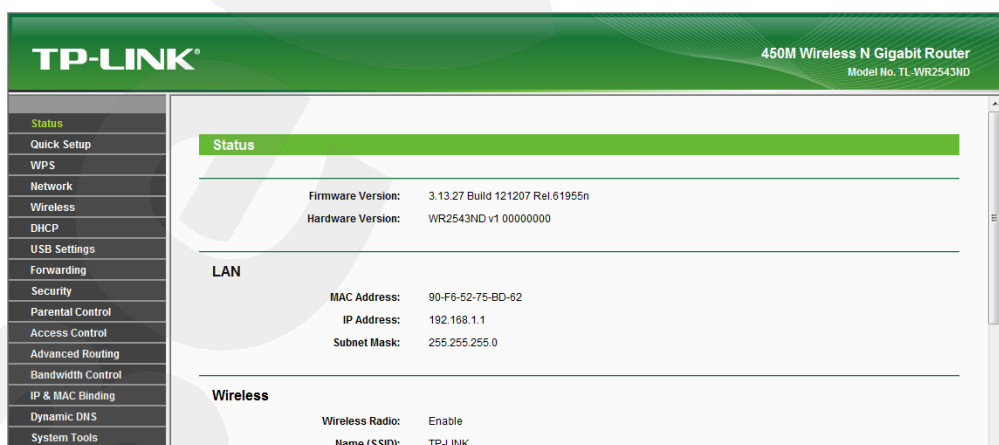 TP-LINK®
450M Wireless N Gigabit Router
Model No. TL-WR2543ND
Status
Quick Setup
WPS
Network
Wireless
DHCP
USB Settings
Forwarding
Security
Parental Control
Access Control
Advanced Routing
Bandwidth Control
IP & MAC Binding
Dynamic DNS
System Tools
Status
Firmware Version: 3.13.27 Build 121207 Rel.61955n
Hardware Version: WR2543ND v1 00000000
LAN
MAC Address: 90-F6-52-75-BD-62
IP Address: 192.168.1.1
Subnet Mask: 255.255.255.0
Wireless
Wireless Radio: Enable
Name (SSID): TP-LINK